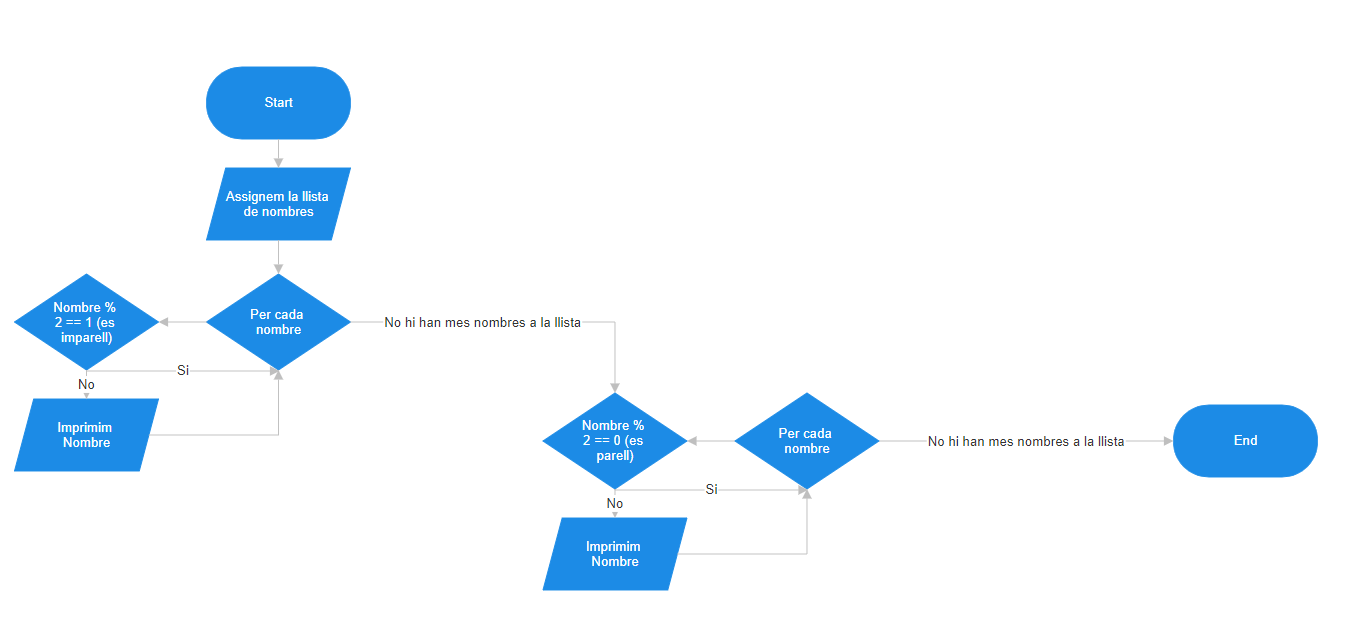 Start
Assignem la llista
de nombres
Per cada
nombre
Nombre %
2 == 1 (es
imparell)
No hi han mes nombres a la llista
Si
No
Imprimim
Nombre
Nombre %
2 == 0 (es
parell)
Per cada
nombre
No hi han mes nombres a la llista
End
Si
No
Imprimim
Nombre